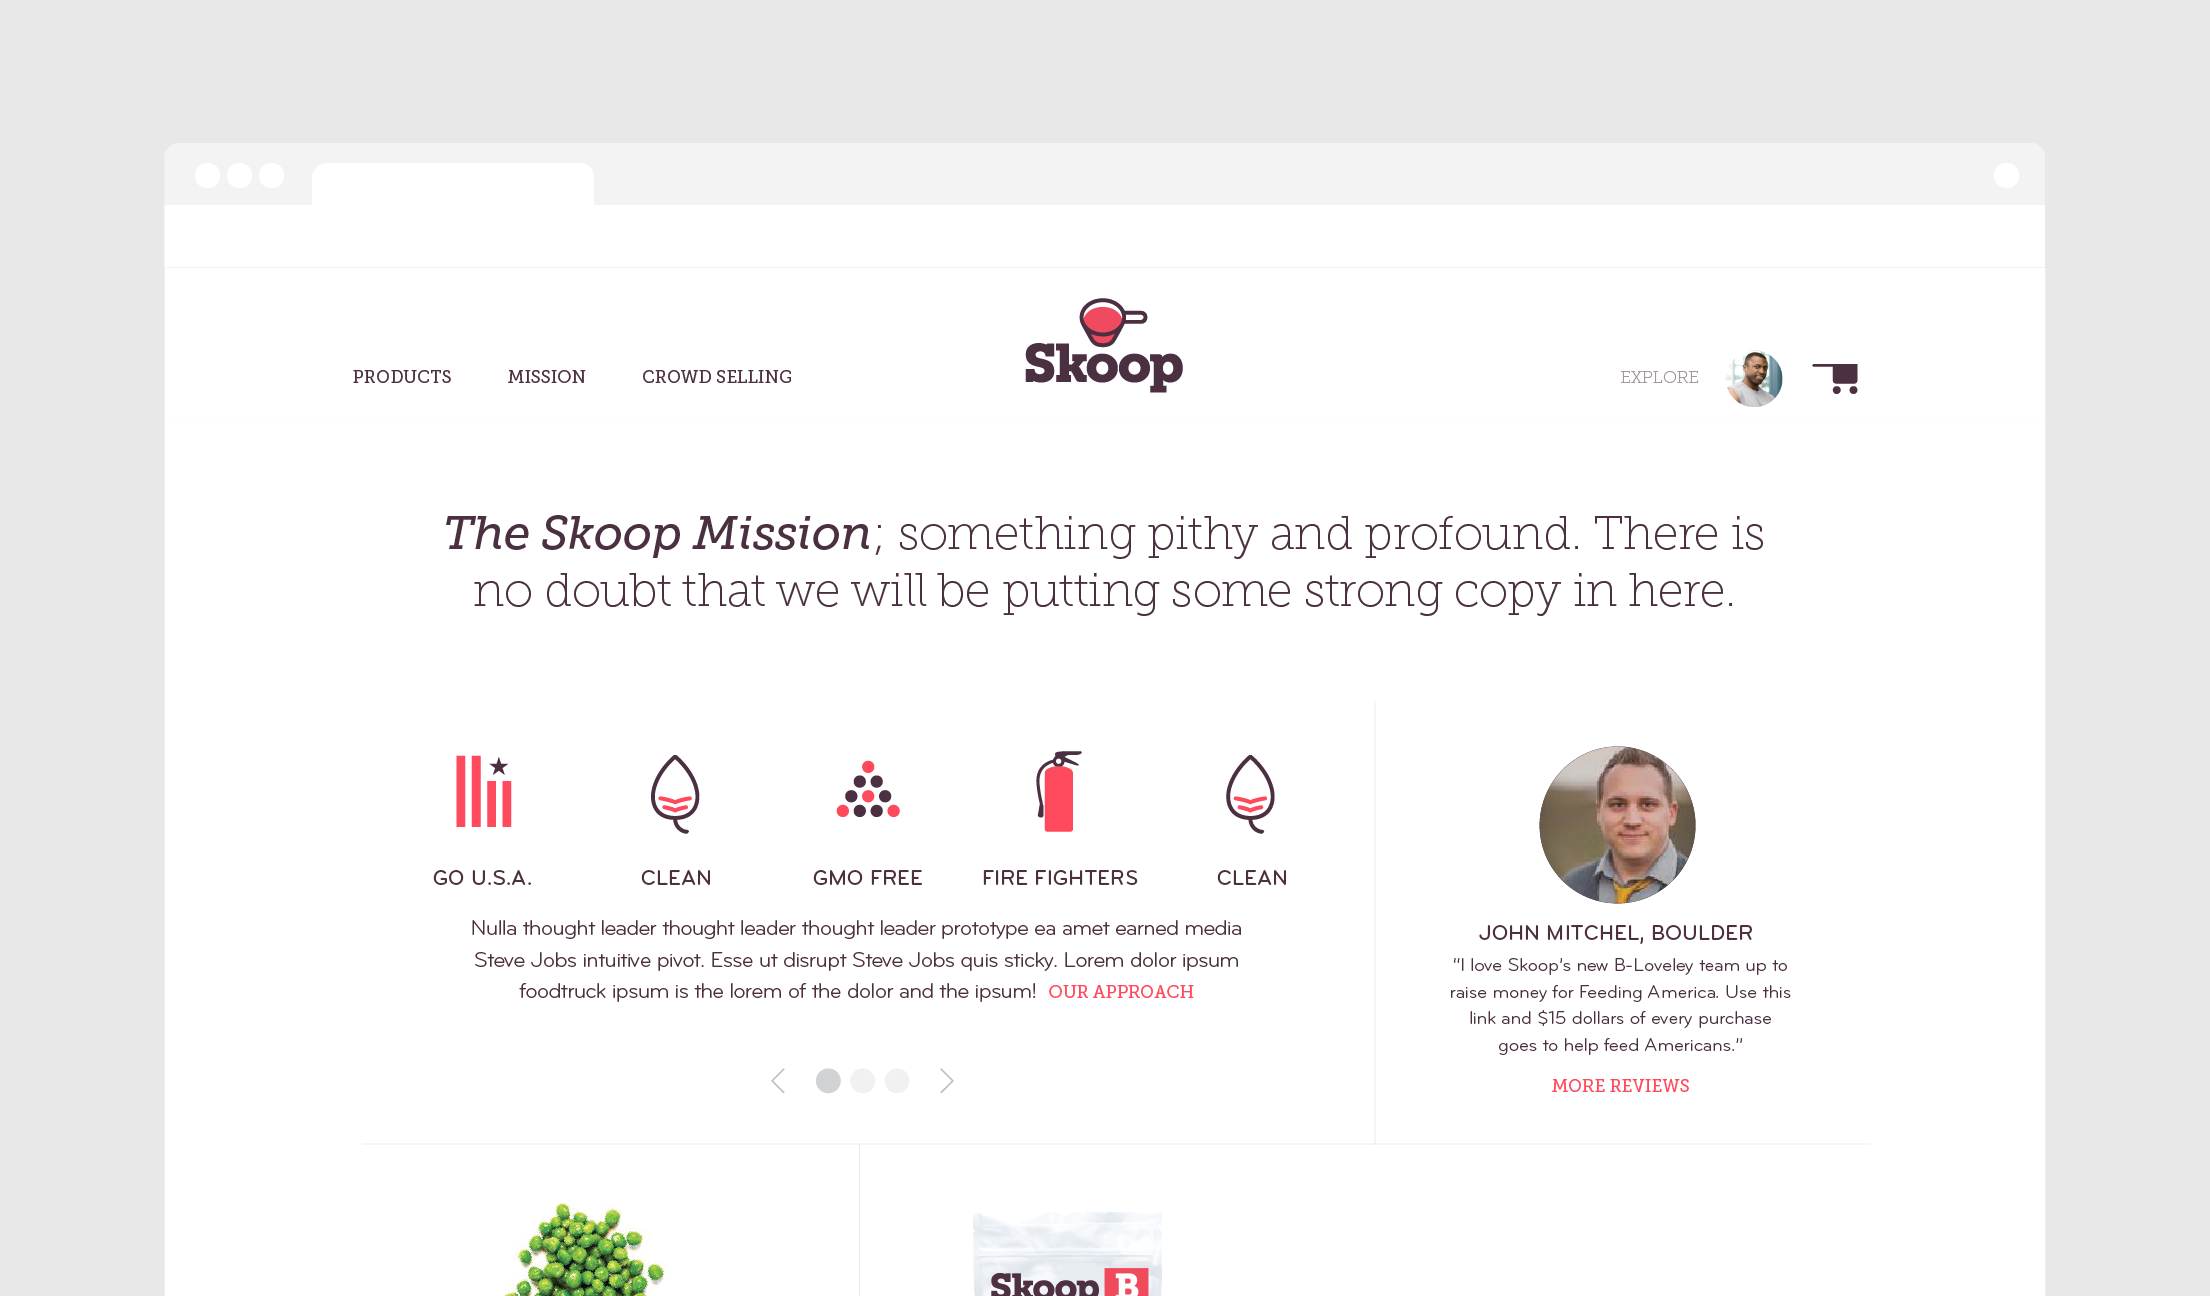 PRODUCTS MISSION CROWD SELLING
Skoop
EXPLORE
The Skoop Mission; something pithy and profound. There is
no doubt that we will be putting some strong copy in here.
GO U.S.A. CLEAN GMO FREE FIRE FIGHTERS CLEAN
Nulla thought leader thought leader thought leader prototype ea amet earned media
Steve Jobs intuitive pivot. Esse ut disrupt Steve Jobs quis sticky. Lorem dolor ipsum
foodtruck ipsum is the lorem of the dolor and the ipsum! OUR APPROACH
JOHN MITCHEL, BOULDER
"I love Skoop's new B-Loveley team up to
raise money for Feeding America. Use this
link and $15 dollars of every purchase
goes to help feed Americans."
MORE REVIEWS
Skoop B